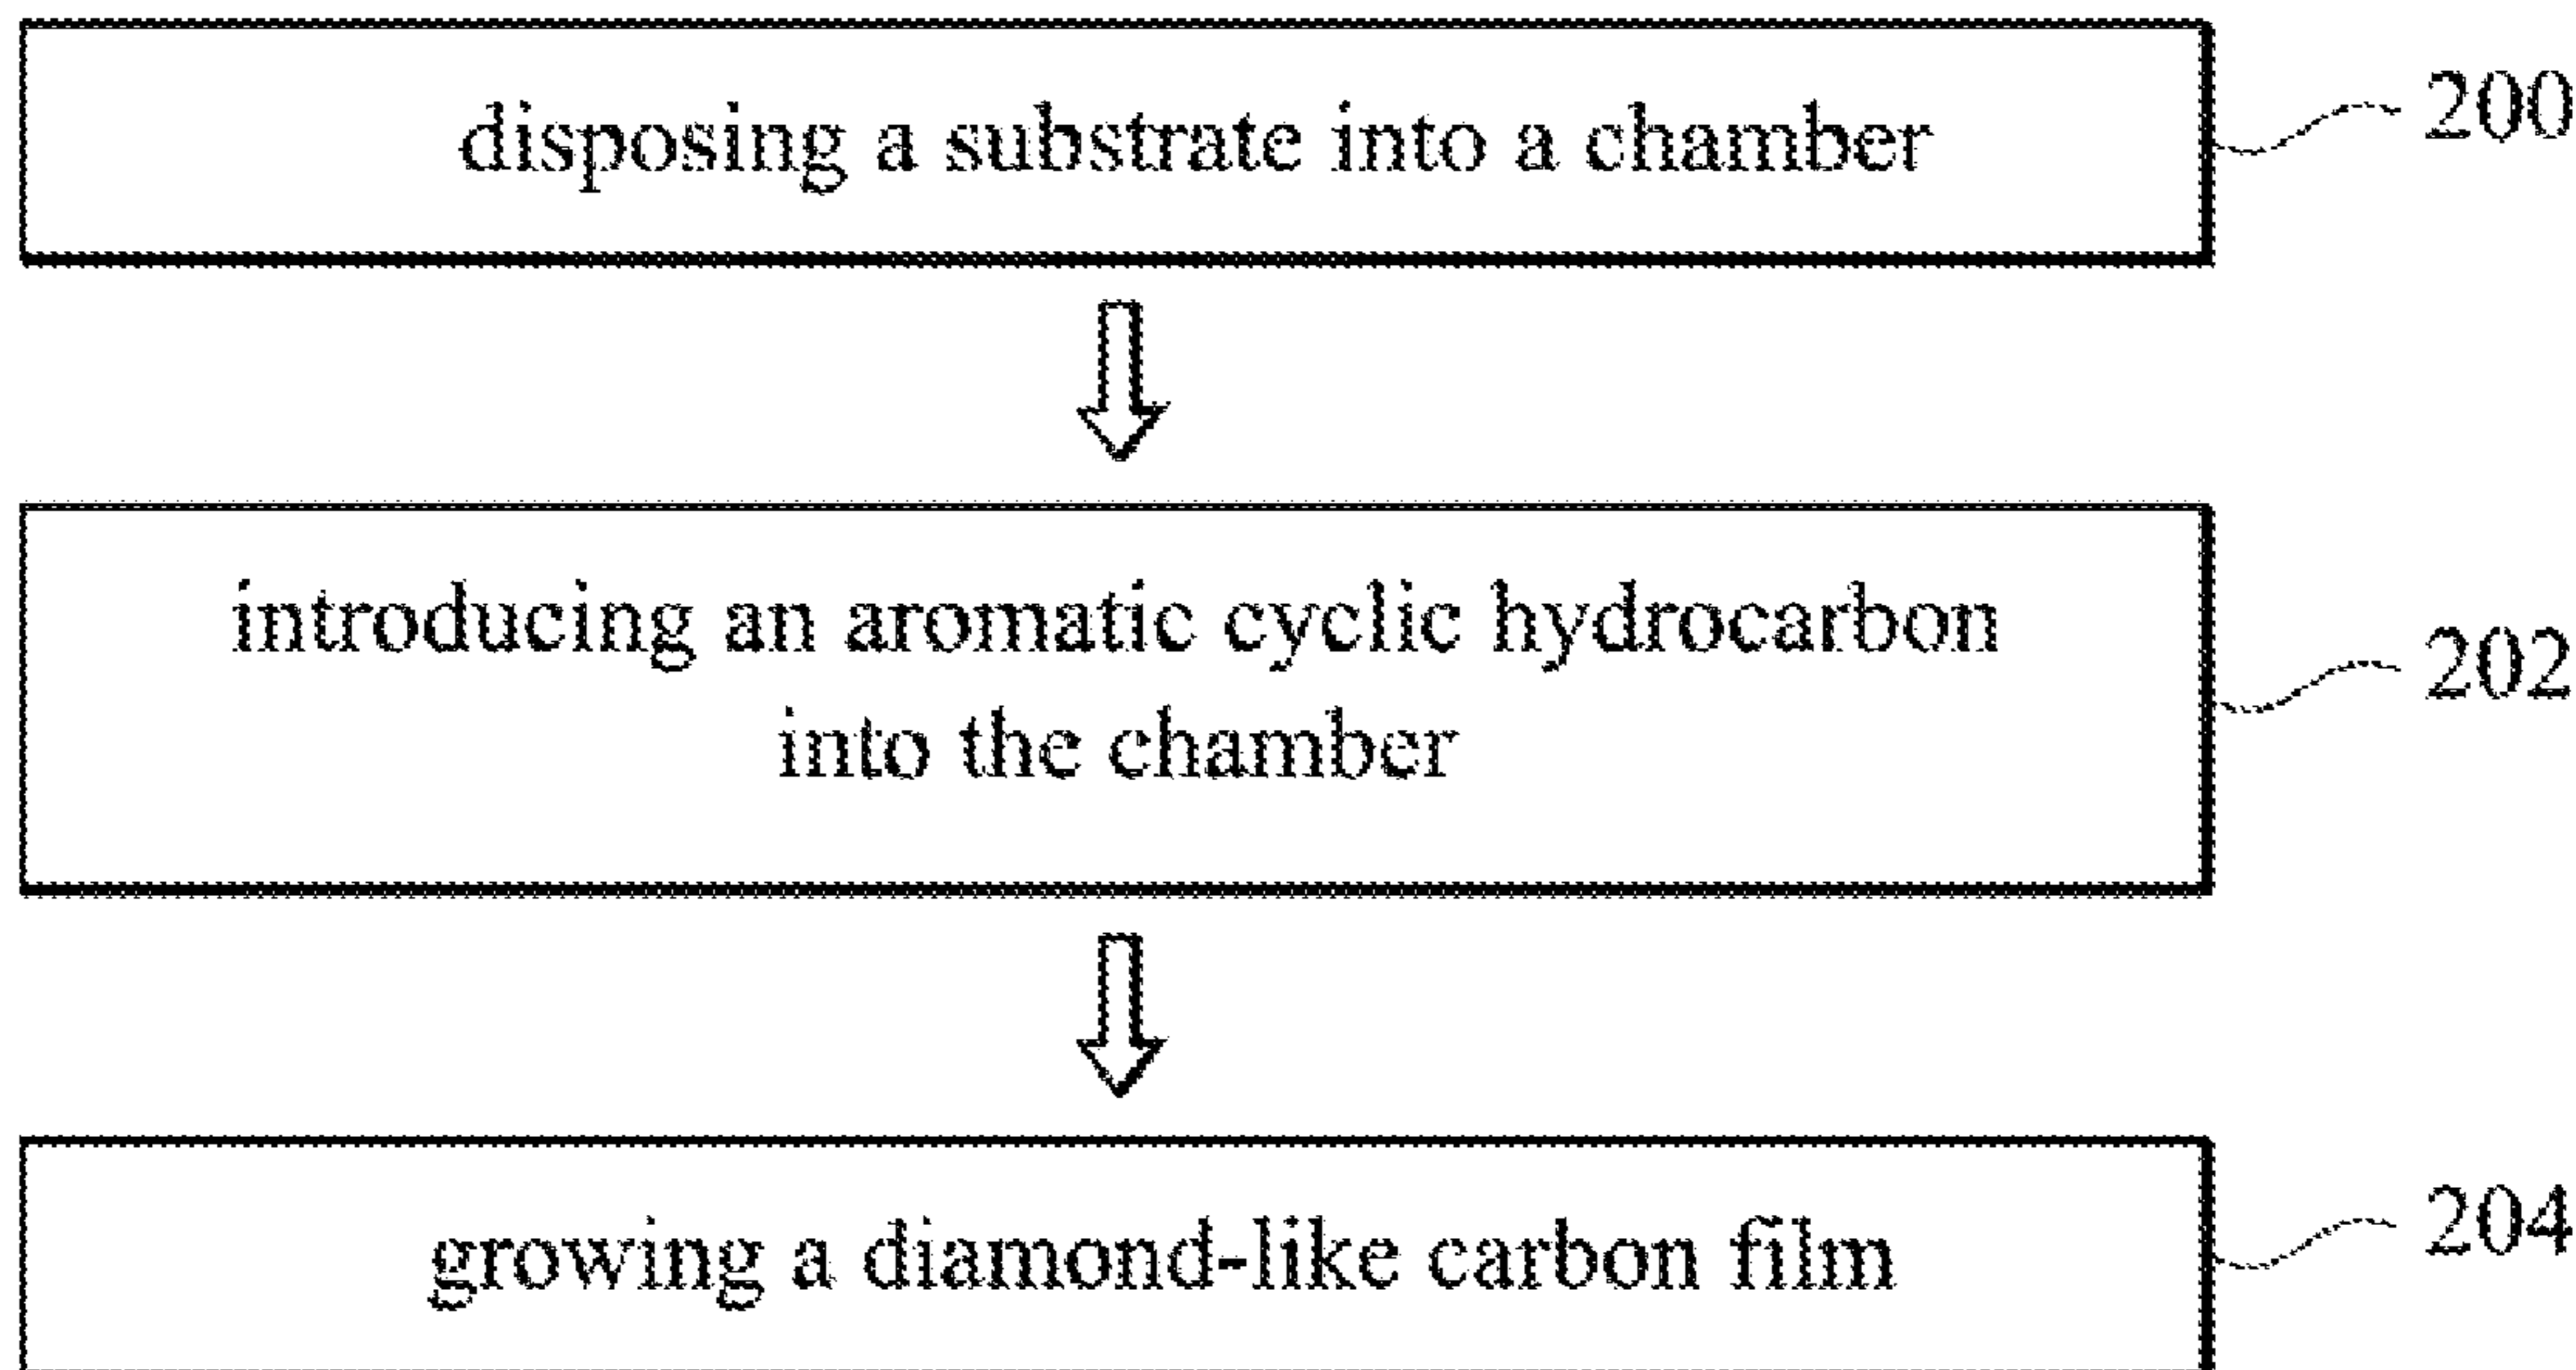 disposing a substrate into a chamber
200
introducing an aromatic cyclic hydrocarbon
into the chamber
202
growing a diamond-like carbon film
204